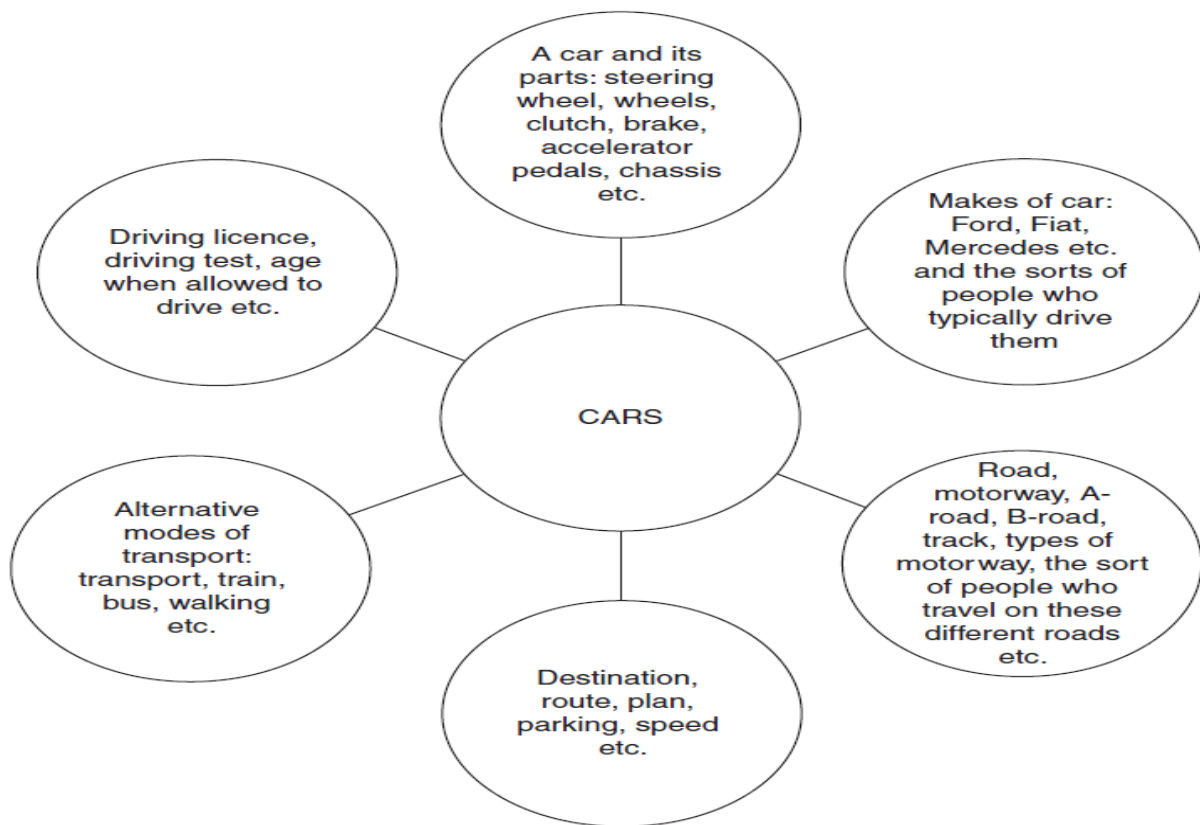 A car and its
parts: steering
wheel, wheels,
clutch, brake,
accelerator
pedals, chassis
etc.
Makes of car:
Ford, Fiat,
Mercedes etc.
and the sorts of
people who
typically drive
them
Driving licence,
driving test, age
when allowed to
drive etc.
CARS
Alternative
modes of
transport:
transport, train,
bus, walking
etc.
Road,
motorway, A-
road, B-road,
track, types of
motorway, the sort
of people who
travel on these
different roads
etc.
Destination,
route, plan,
parking, speed
etc.